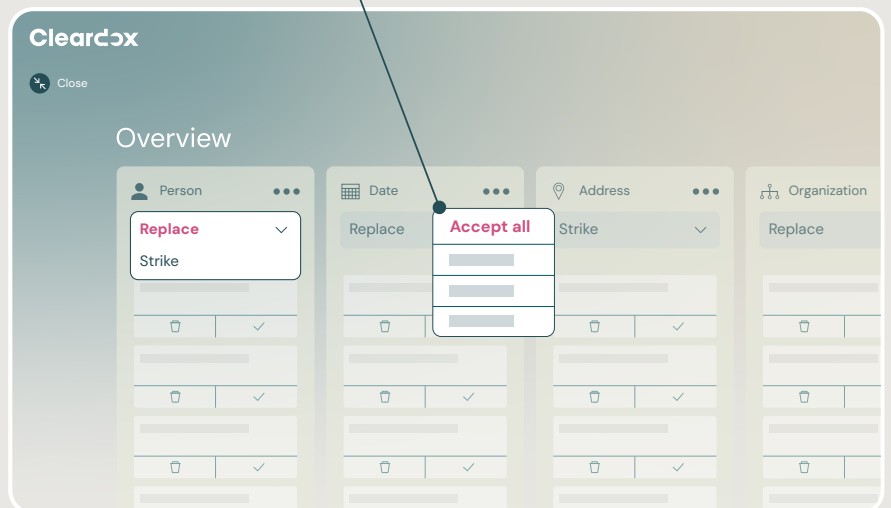 Cleardox
Close
Overview
Person
Date
Address
Organization
Replace
Strike
Replace
Accept all
Strike
Replace